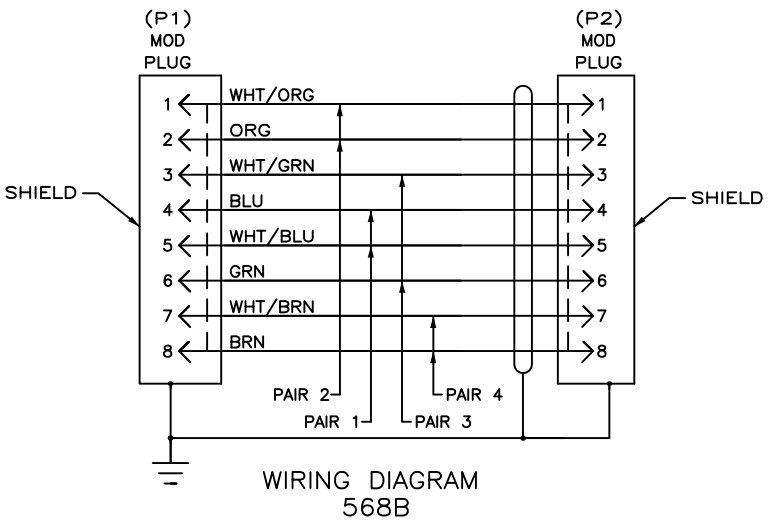 (P1)
MOD
PLUG
(P2)
MOD
PLUG
1 WHT/ORG 1
2 ORG 2
3 WHT/GRN 3
SHIELD
SHIELD
4 BLU 4
5 WHT/BLU 5
6 GRN 6
7 WHT/BRN 7
8 BRN 8
PAIR 2
PAIR 4
PAIR 1
PAIR 3
WIRING DIAGRAM
568B